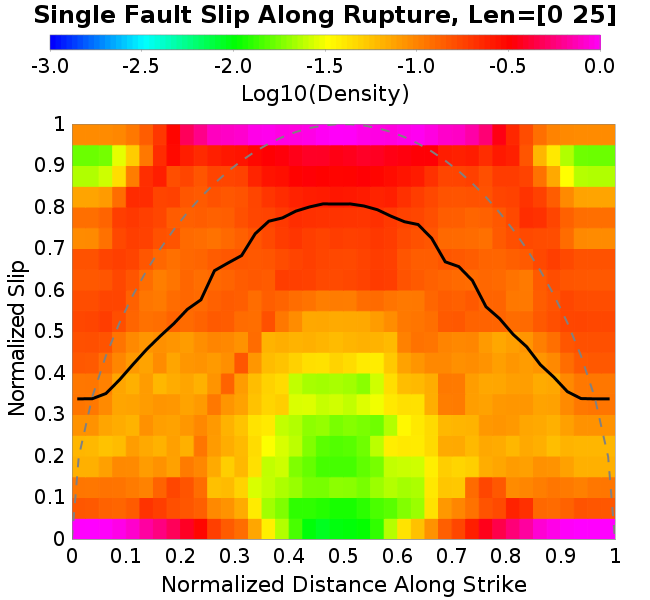 Single Fault Slip Along Rupture, Len=[0 25]
-3.0 -2.5 -2.0 -1.5 -1.0 -0.5 0.0
Log10(Density)
1
0.9
0.8
0.7
0.6
0.5
0.4
0.3
0.2
0.1
0
Normalized Slip
0 0.1 0.2 0.3 0.4 0.5 0.6 0.7 0.8 0.9 1
Normalized Distance Along Strike